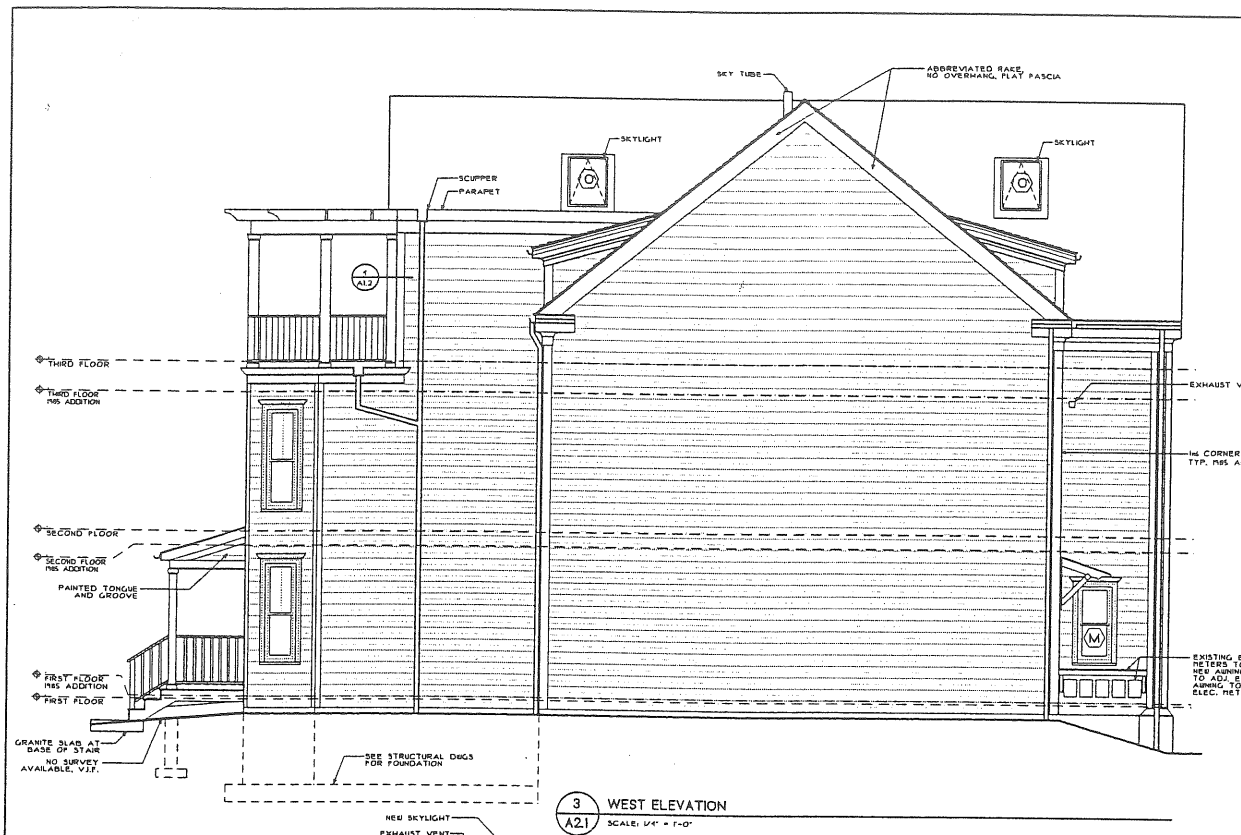 SKY TUBE
ABBREVIATED RAKE,
NO OVERHANG, FLAT FASCIA
SKYLIGHT
SKYLIGHT
SCUPPER
PARAPET
1
A1.2
THIRD FLOOR
THIRD FLOOR
1985 ADDITION
EXHAUST V
CORNER
TYP. 1985 A
SECOND FLOOR
SECOND FLOOR
1985 ADDITION
PAINTED TONGUE
AND GROOVE
M
FIRST FLOOR
1985 ADDITION
FIRST FLOOR
EXISTING E
METERS TO
NEW AWNING
TO ADJ. E
AWNING TO
ELEC. MET
GRANITE SLAB AT
BASE OF STAIR
NO SURVEY
AVAILABLE, V.I.F.
SEE STRUCTURAL DWGS
FOR FOUNDATION
3
A2.1
WEST ELEVATION
SCALE: 1/4" = 1'-0"
NEW SKYLIGHT
EXHAUST VENT